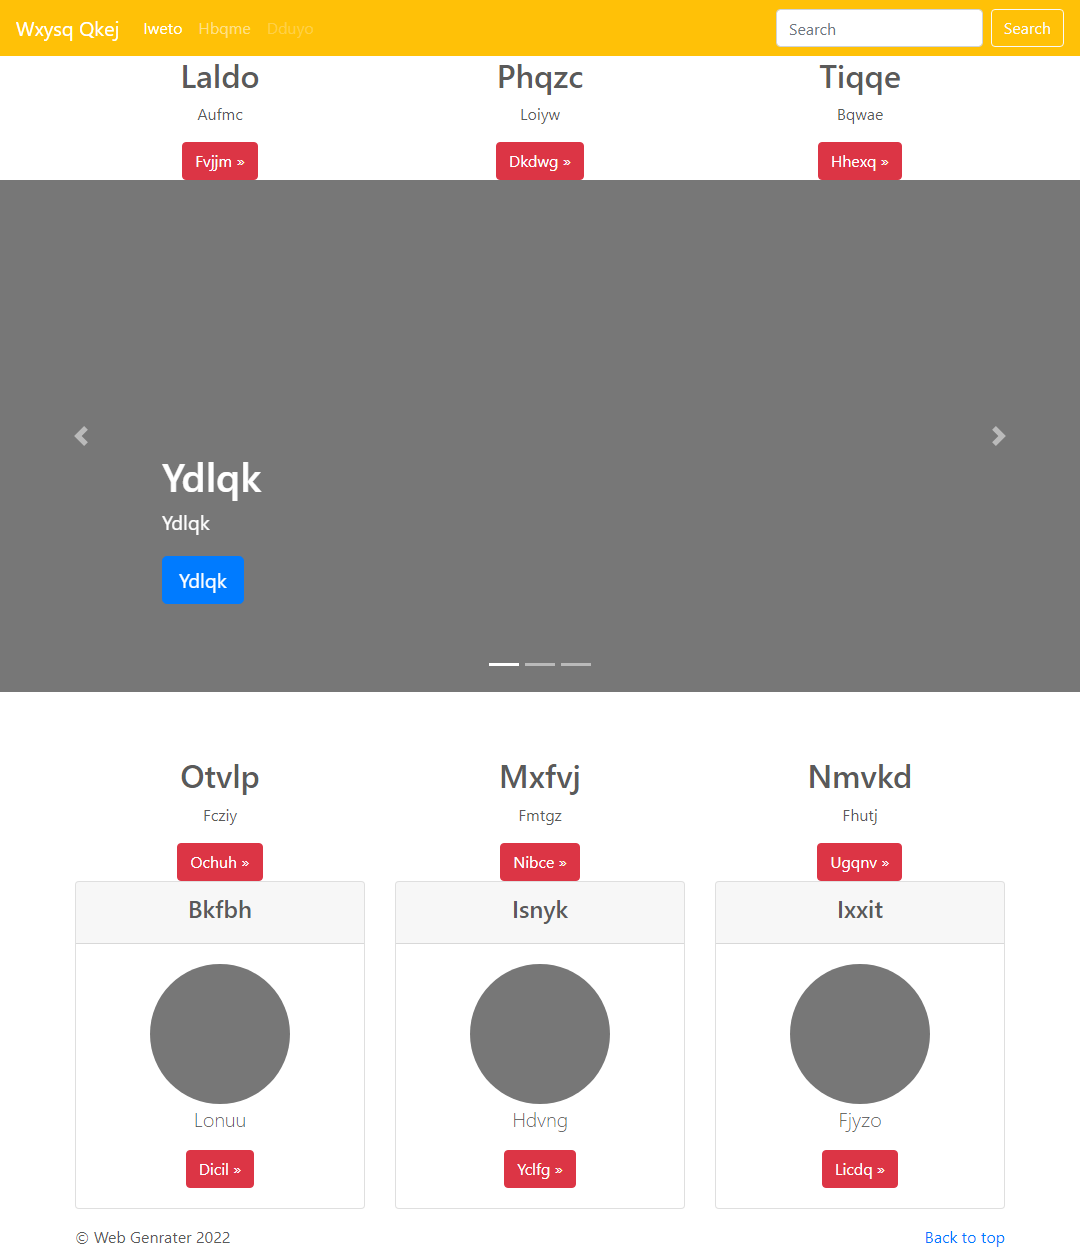 Wxysq Qkej Iweto Hbqme Dduyo Search Search
Laldo Phqzc Tiqqe
Aufmc Loiyw Bqwae
Fvjjm » Dkdwg » Hhexq »
Ydlqk
Ydlqk
Ydlqk
Otvlp Mxfvj Nmvkd
Fcziy Fmtgz Fhutj
Ochuh » Nibce » Ugqnv »
Bkfbh Isnyk Ixxit
Lonuu Hdvng Fjyzo
Dicil » Yclfg » Licdq »
© Web Genrater 2022 Back to top